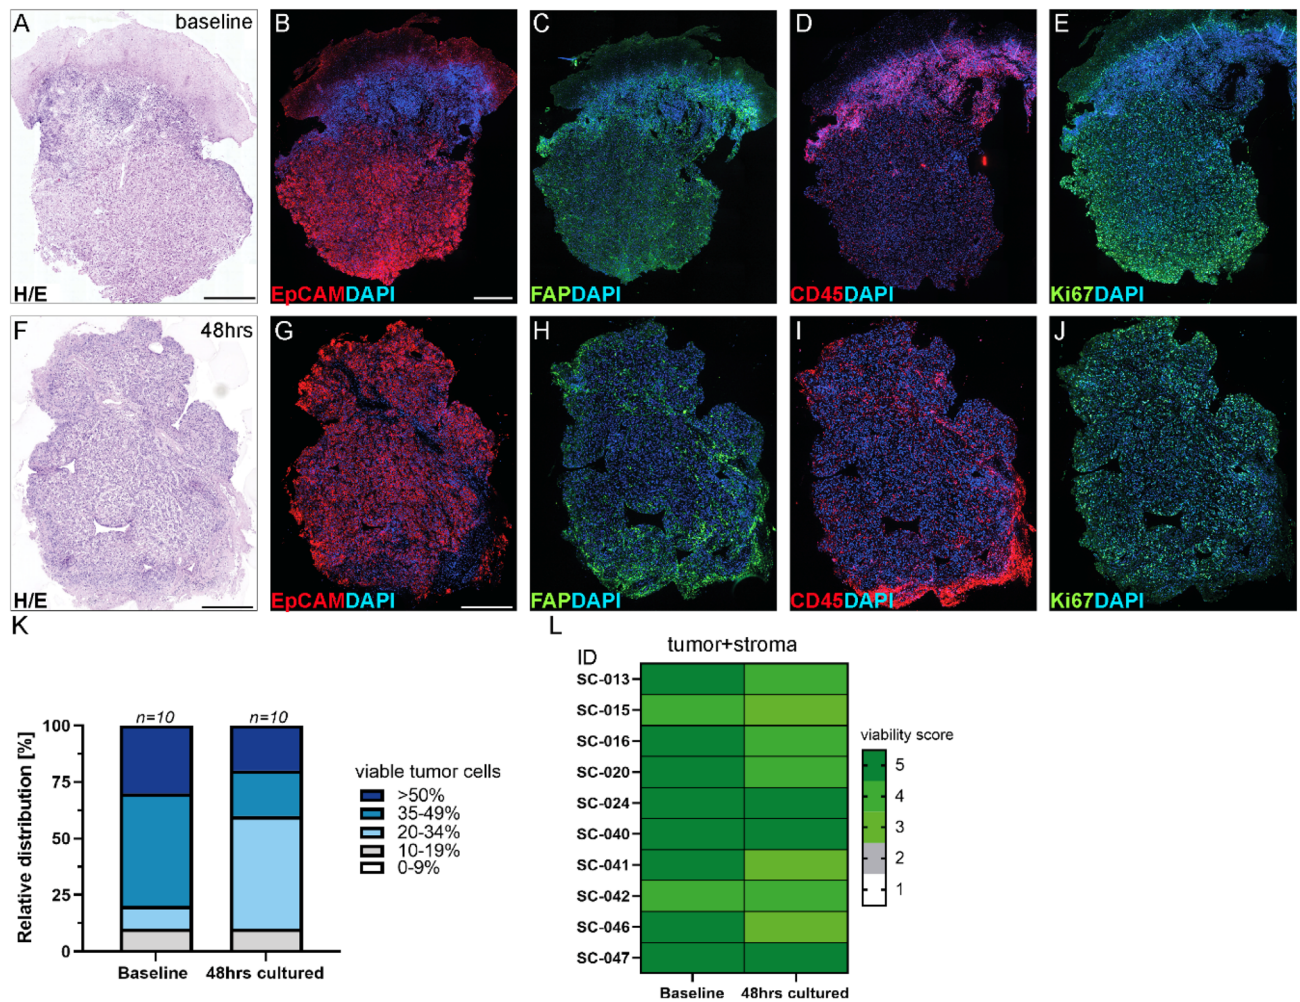 A baseline
H/E
B
EpCAMDAPI
C
FAPDAPI
D
CD45DAPI
E
Ki67DAPI
F 48hrs
H/E
G
EpCAMDAPI
H
FAPDAPI
I
CD45DAPI
J
Ki67DAPI
K
n=10 n=10
Relative distribution [%]
100
75
50
25
0
Baseline 48hrs cultured
viable tumor cells
>50%
35-49%
20-34%
10-19%
0-9%
L
tumor+stroma
ID
SC-013
SC-015
SC-016
SC-020
SC-024
SC-040
SC-041
SC-042
SC-046
SC-047
Baseline 48hrs cultured
viability score
5
4
3
2
1